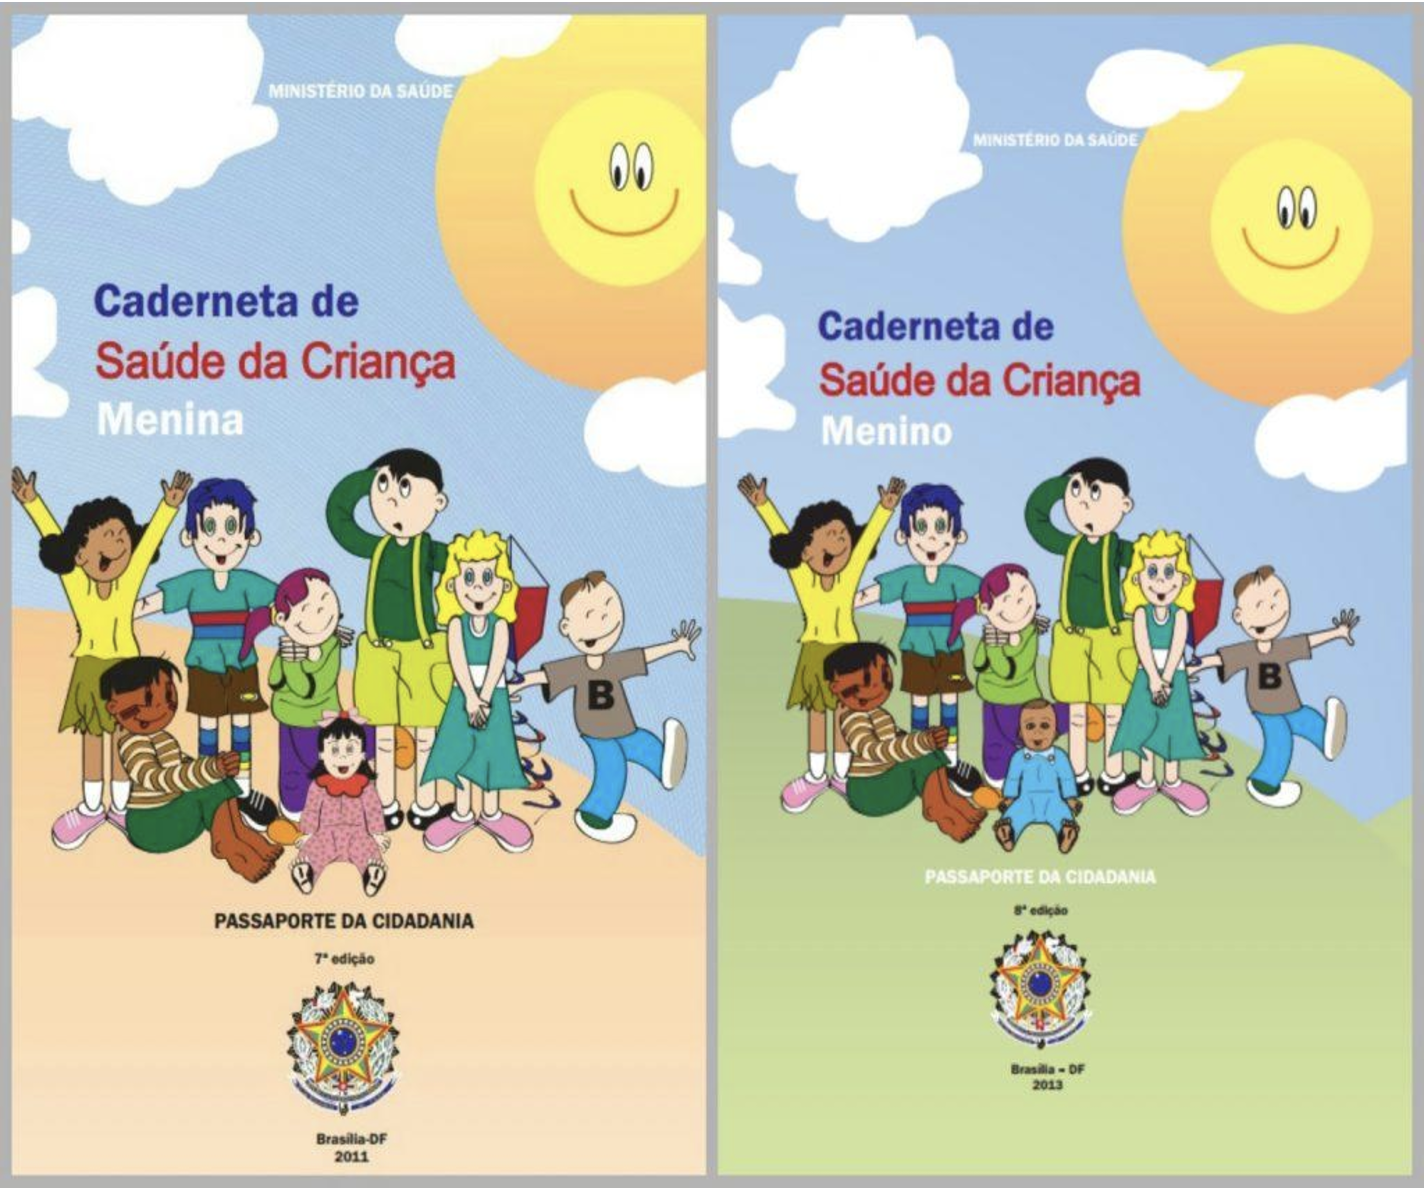 MINISTÉRIO DA SAÚDE
Caderneta de
Saúde da Criança
Menina
B
PASSAPORTE DA CIDADANIA
7ª edição
Brasília-DF
2011
MINISTÉRIO DA SAÚDE
Caderneta de
Saúde da Criança
Menino
B
PASSAPORTE DA CIDADANIA
8ª edição
Brasília – DF
2013